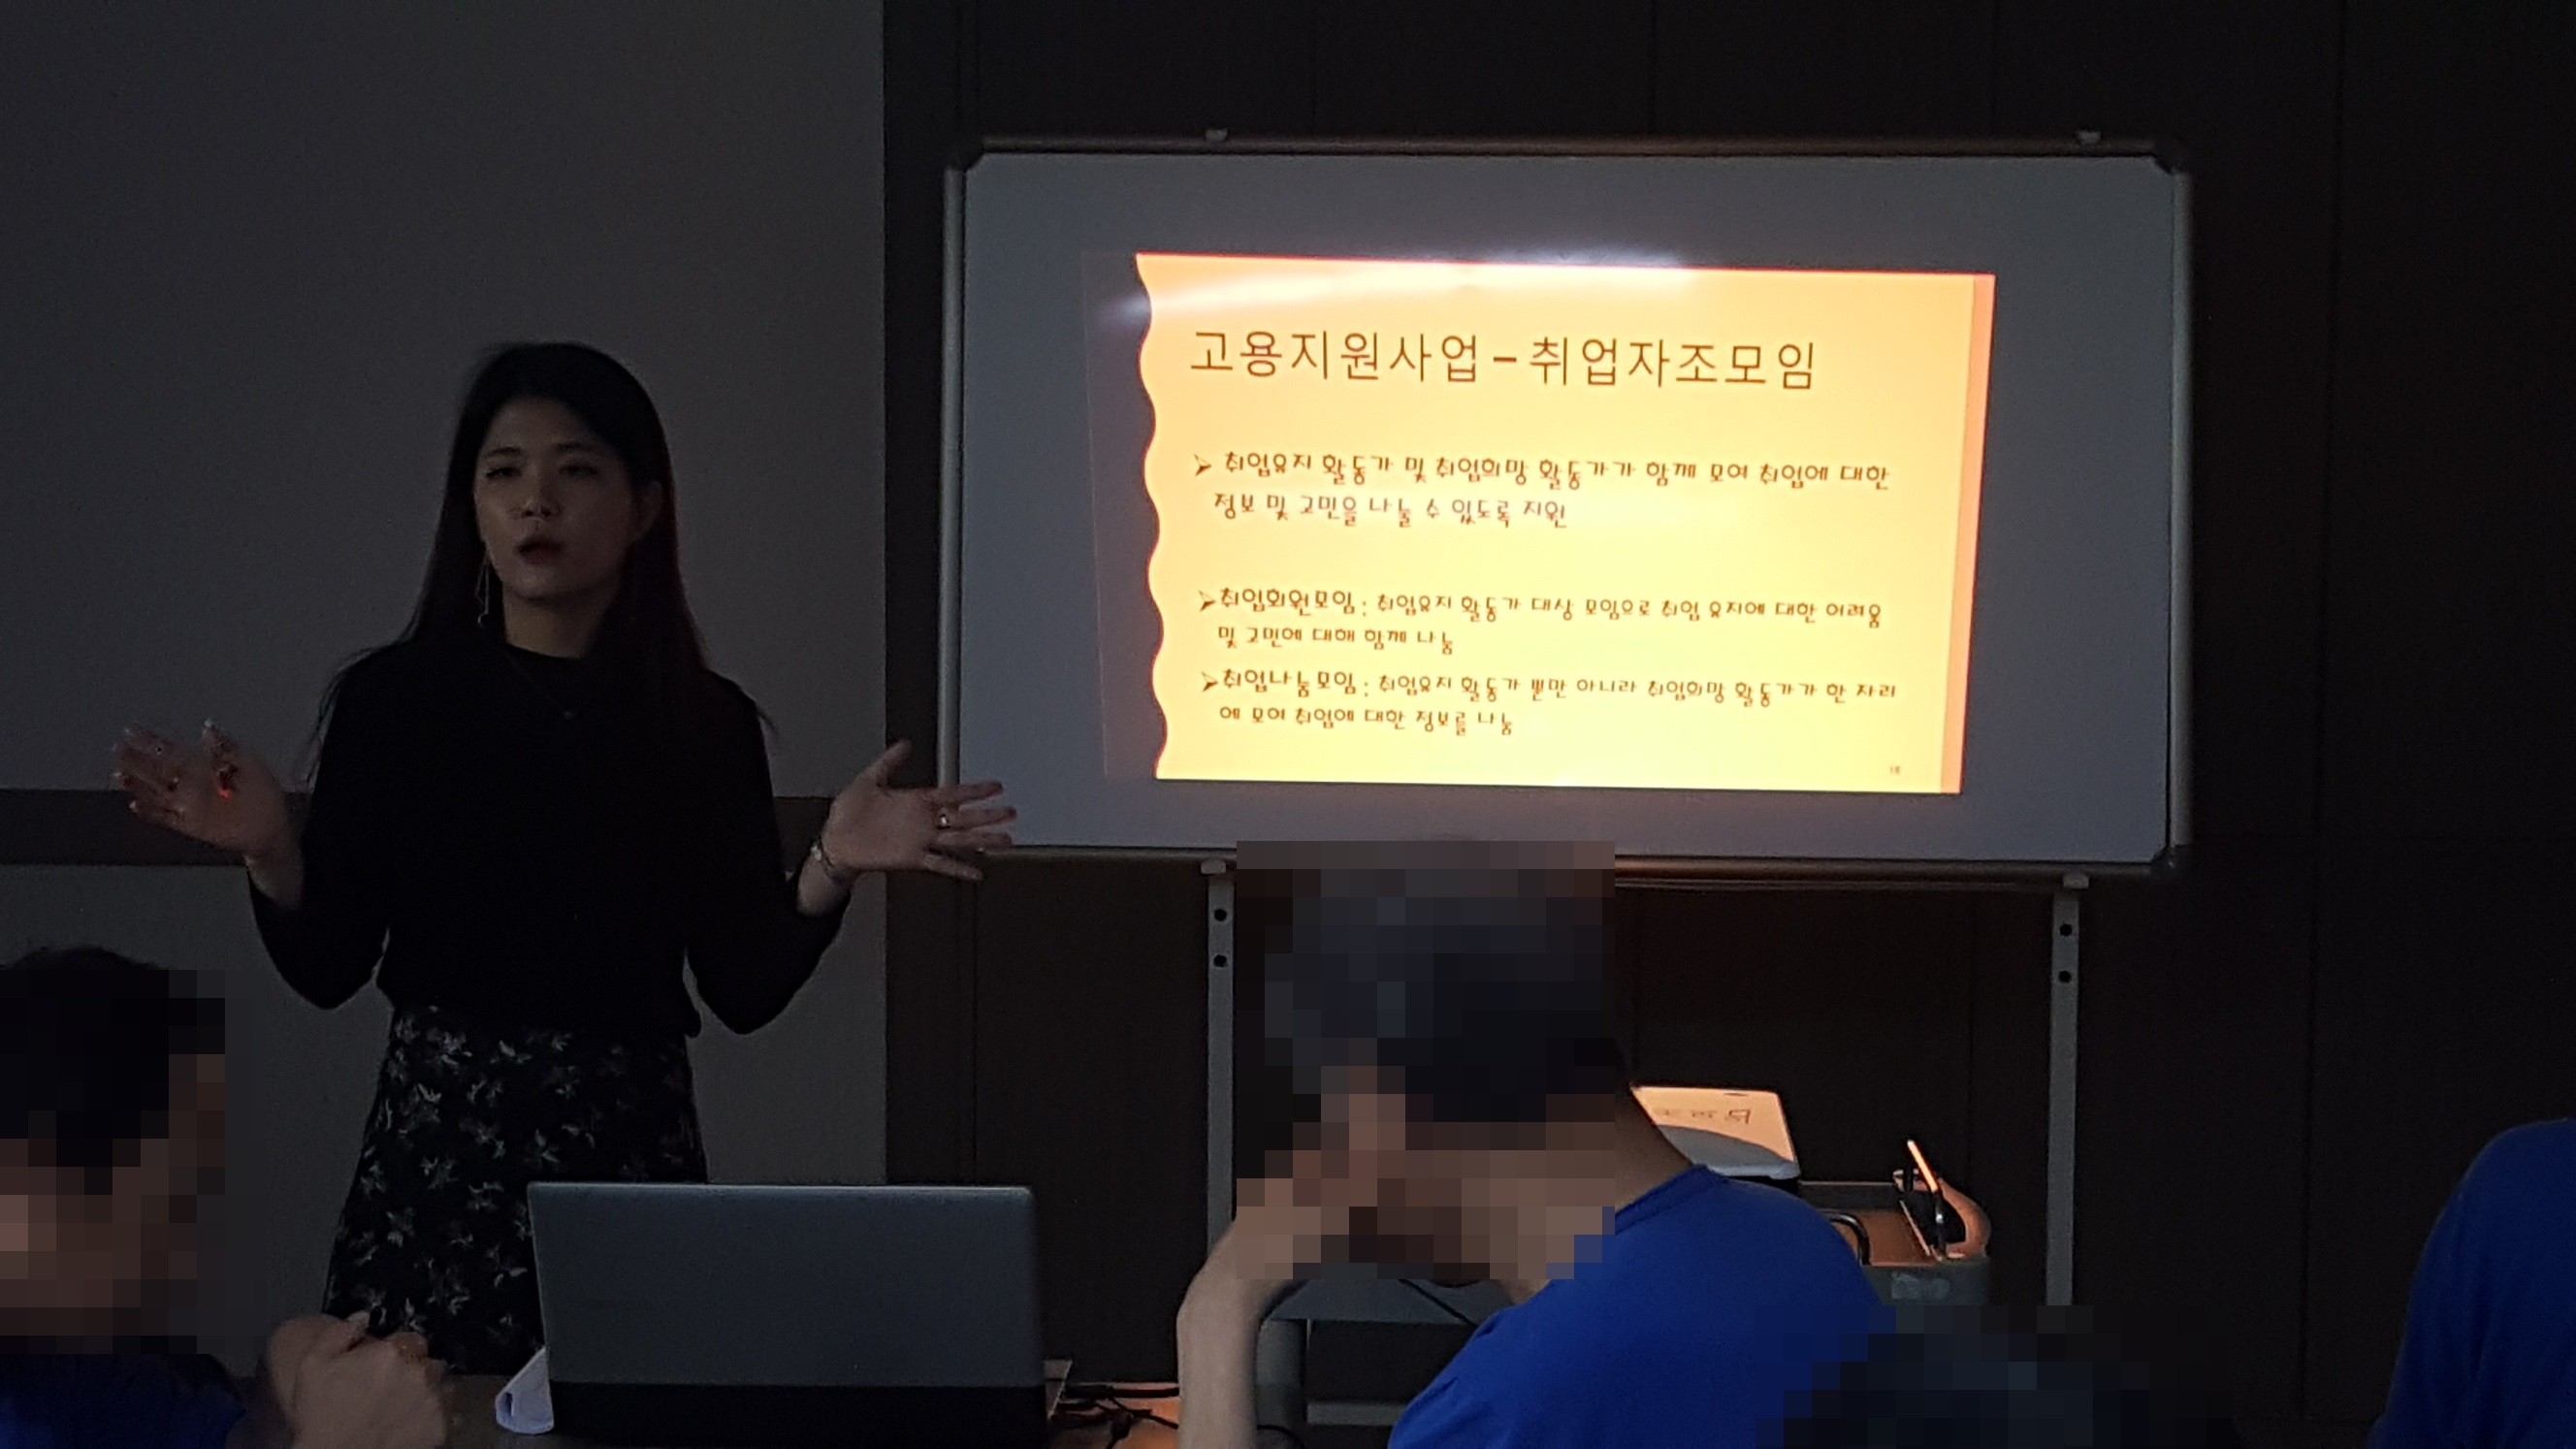 고용지원사업-취업자조모임
➢ 취업유지 활동가 및 취업희망 활동가가 함께 모여 취업에 대한
정보 및 고민을 나눌 수 있도록 지원
➢취업회원모임 : 취업유지 활동가 대상 모임으로 취업 유지에 대한 어려움
및 고민에 대해 함께 나눔
➢취업나눔모임 : 취업유지 활동가 뿐만 아니라 취업희망 활동가가 한 자리
에 모여 취업에 대한 정보를 나눔